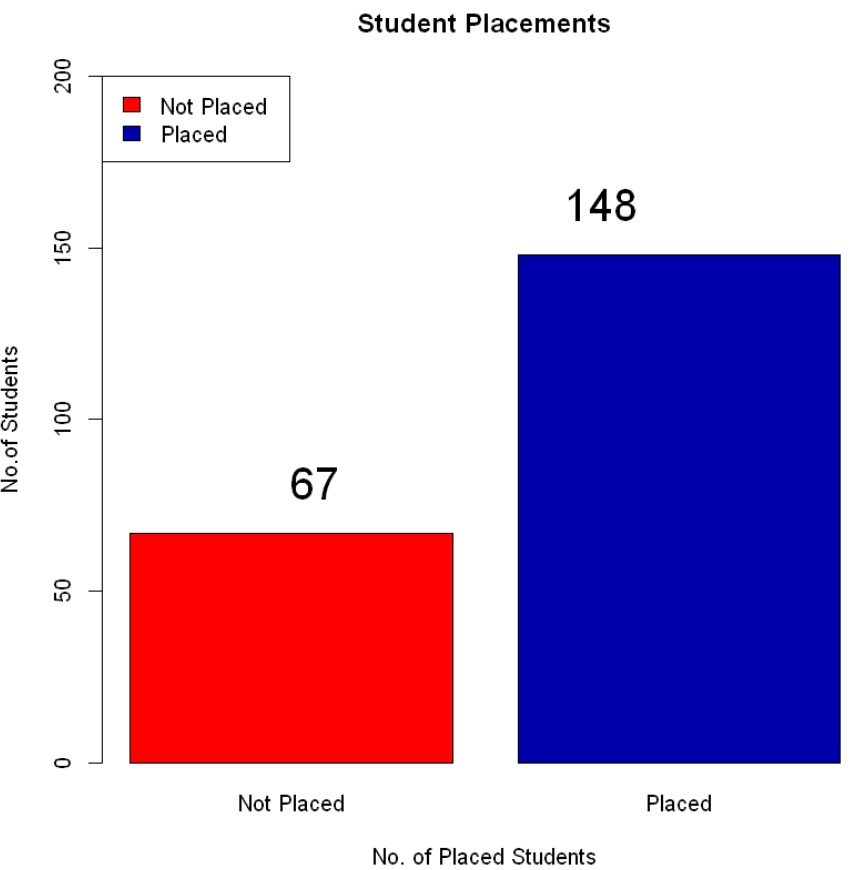 Student Placements
200
Not Placed
Placed
148
150
No.of Students
100
67
50
0
Not Placed
Placed
No. of Placed Students